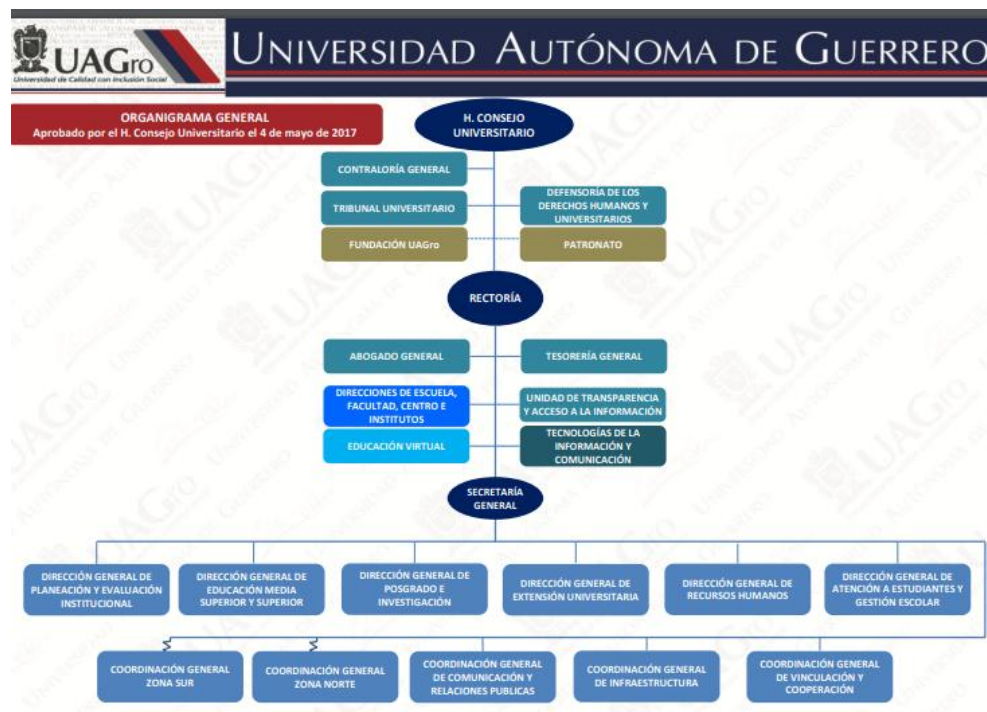 UAGro
Universidad de Calidad con Inclusión Social
UNIVERSIDAD AUTÓNOMA DE GUERRERO
ORGANIGRAMA GENERAL
Aprobado por el H. Consejo Universitario el 4 de mayo de 2017
H. CONSEJO
UNIVERSITARIO
CONTRALORÍA GENERAL
TRIBUNAL UNIVERSITARIO
DEFENSORÍA DE LOS
DERECHOS HUMANOS Y
UNIVERSITARIOS
FUNDACIÓN UAGro
PATRONATO
RECTORÍA
ABOGADO GENERAL
TESORERÍA GENERAL
DIRECCIONES DE ESCUELA,
FACULTAD, CENTRO E
INSTITUTOS
UNIDAD DE TRANSPARENCIA
Y ACCESO A LA INFORMACIÓN
EDUCACIÓN VIRTUAL
TECNOLOGÍAS DE LA
INFORMACIÓN Y
COMUNICACIÓN
SECRETARÍA
GENERAL
DIRECCIÓN GENERAL DE
PLANEACIÓN Y EVALUACIÓN
INSTITUCIONAL
DIRECCIÓN GENERAL DE
EDUCACIÓN MEDIA
SUPERIOR Y SUPERIOR
DIRECCIÓN GENERAL DE
POSGRADO E
INVESTIGACIÓN
DIRECCIÓN GENERAL DE
EXTENSIÓN UNIVERSITARIA
DIRECCIÓN GENERAL DE
RECURSOS HUMANOS
DIRECCIÓN GENERAL DE
ATENCIÓN A ESTUDIANTES Y
GESTIÓN ESCOLAR
COORDINACIÓN GENERAL
ZONA SUR
COORDINACIÓN GENERAL
ZONA NORTE
COORDINACIÓN GENERAL
DE COMUNICACIÓN Y
RELACIONES PUBLICAS
COORDINACIÓN GENERAL
DE INFRAESTRUCTURA
COORDINACIÓN GENERAL
DE VINCULACIÓN Y
COOPERACIÓN